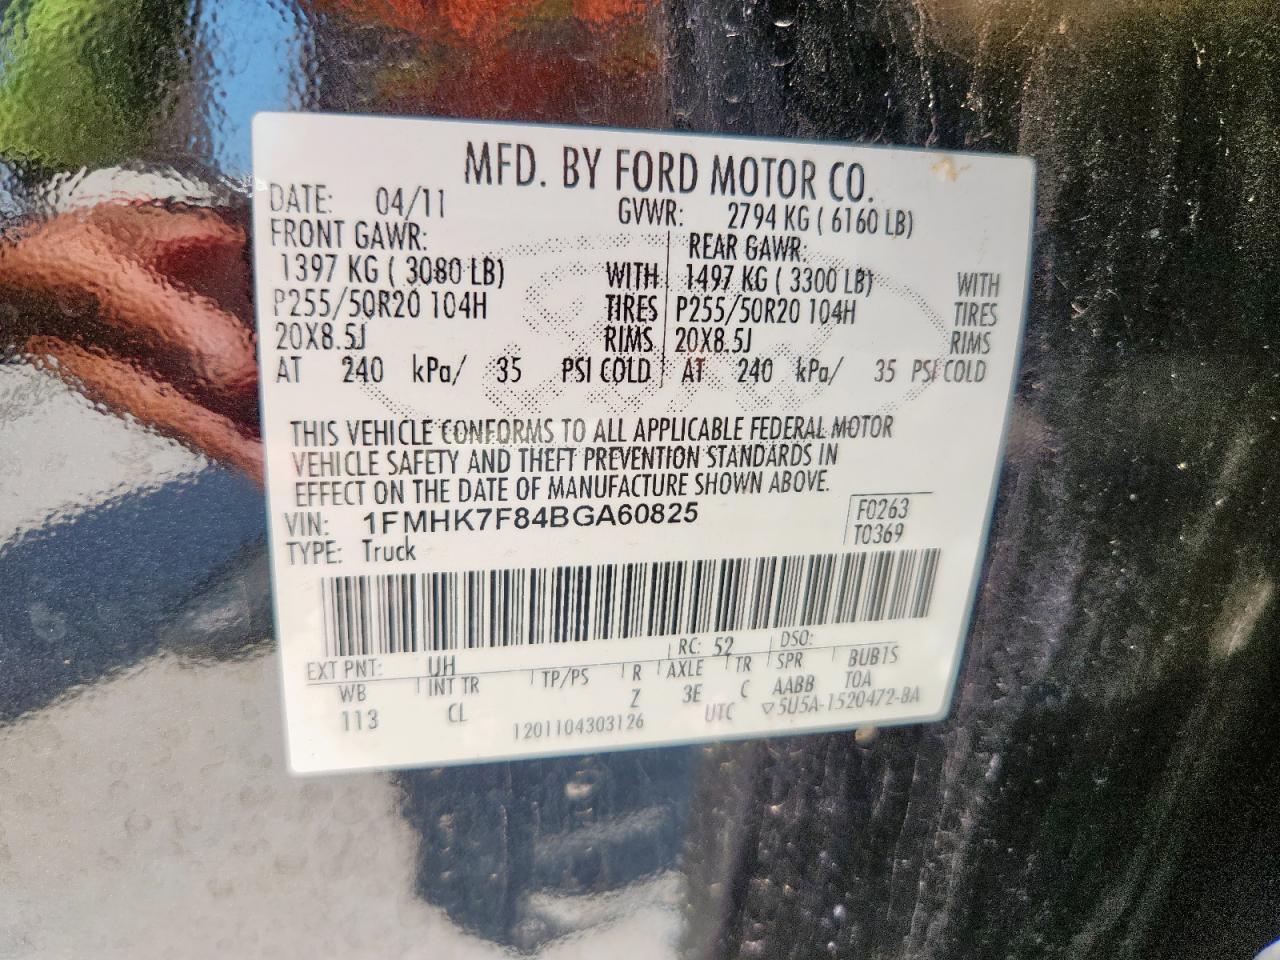 MFD. BY FORD MOTOR CO.
DATE: 04/11 GVWR: 2794 KG ( 6160 LB)
FRONT GAWR: REAR GAWR:
1397 KG ( 3080 LB) WITH 1497 KG ( 3300 LB) WITH
P255/50R20 104H TIRES P255/50R20 104H TIRES
20X8.5J RIMS 20X8.5J RIMS
AT 240 kPa/ 35 PSI COLD AT 240 kPa/ 35 PSI COLD
THIS VEHICLE CONFORMS TO ALL APPLICABLE FEDERAL MOTOR
VEHICLE SAFETY AND THEFT PREVENTION STANDARDS IN
EFFECT ON THE DATE OF MANUFACTURE SHOWN ABOVE.
VIN: 1FMHK7F84BGA60825 F0263
TYPE: Truck T0369
EXT PNT: UH RC: 52 DSO:
WB INT TR TP/PS R AXLE TR SPR BUBTS
113 CL Z 3E C AABB TOA
1201104303126 UTC ▽5U5A-1520472-BA